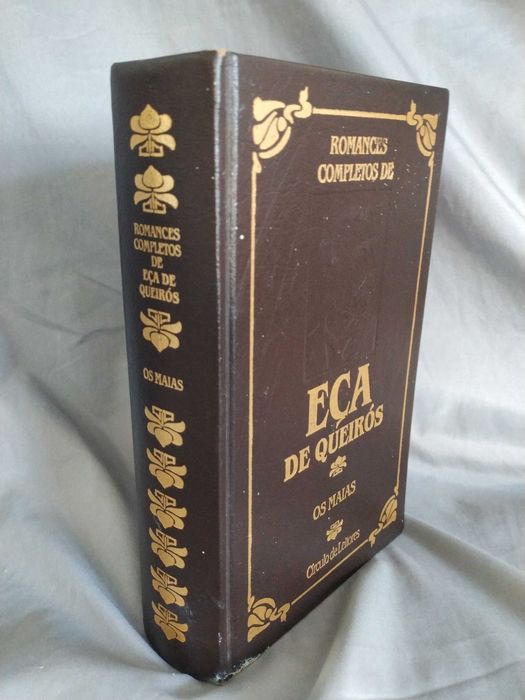 ROMANCES
COMPLETOS
DE
EÇA DE
QUEIRÓS
OS MAIAS
ROMANCES
COMPLETOS DE
EÇA
DE QUEIRÓS
OS MAIAS
Círculo de Leitores